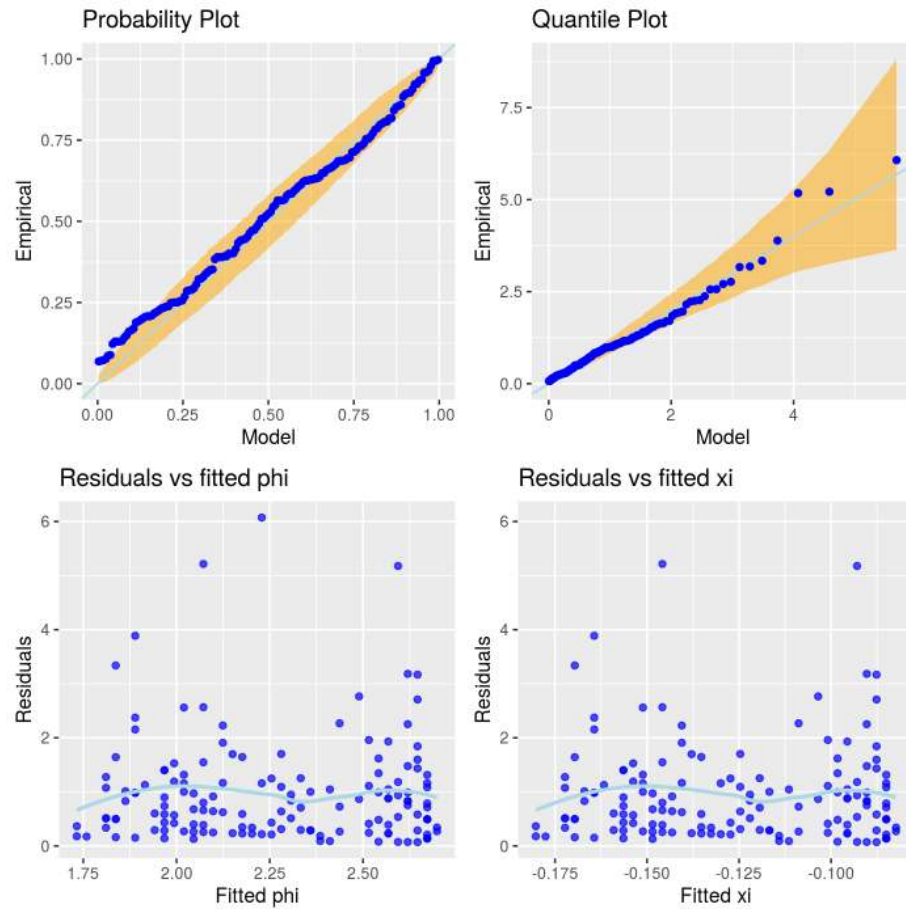 Probability Plot
1.00
0.75
0.50
0.25
0.00
Empirical
0.00 0.25 0.50 0.75 1.00
Model
Quantile Plot
7.5
5.0
2.5
0.0
Empirical
0 2 4
Model
Residuals vs fitted phi
6
4
2
0
Residuals
1.75 2.00 2.25 2.50
Fitted phi
Residuals vs fitted xi
6
4
2
0
Residuals
-0.175 -0.150 -0.125 -0.100
Fitted xi